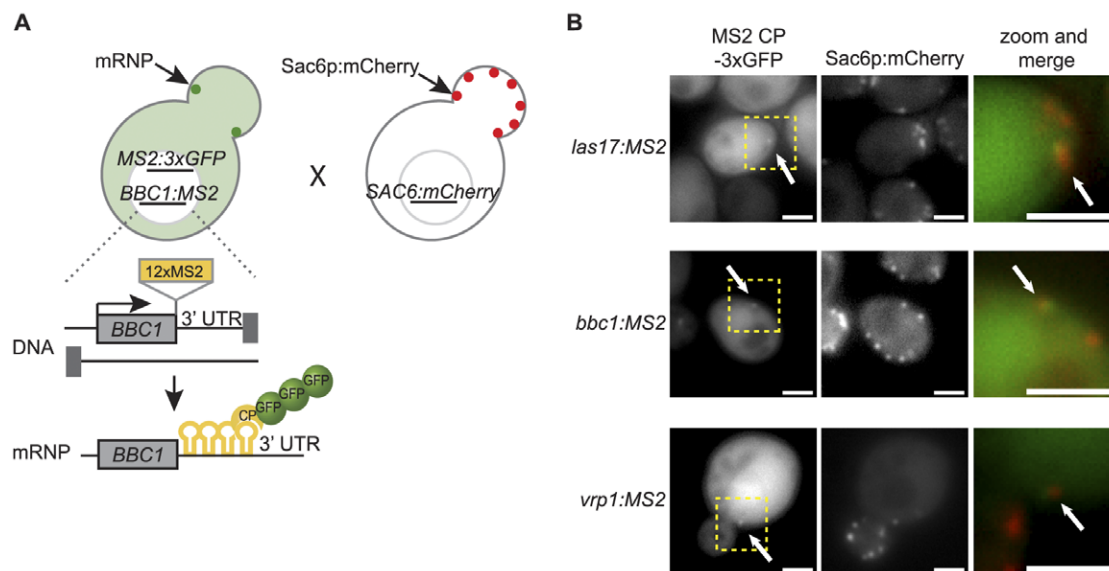 A
mRNP
MS2:3xGFP
BBC1:MS2
X
Sac6p:mCherry
SAC6:mCherry
12xMS2
BBC1
3' UTR
DNA
mRNP
BBC1
CP
GFP
GFP
GFP
3' UTR
B
MS2 CP
-3xGFP
Sac6p:mCherry
zoom and
merge
las17:MS2
bbc1:MS2
vrp1:MS2